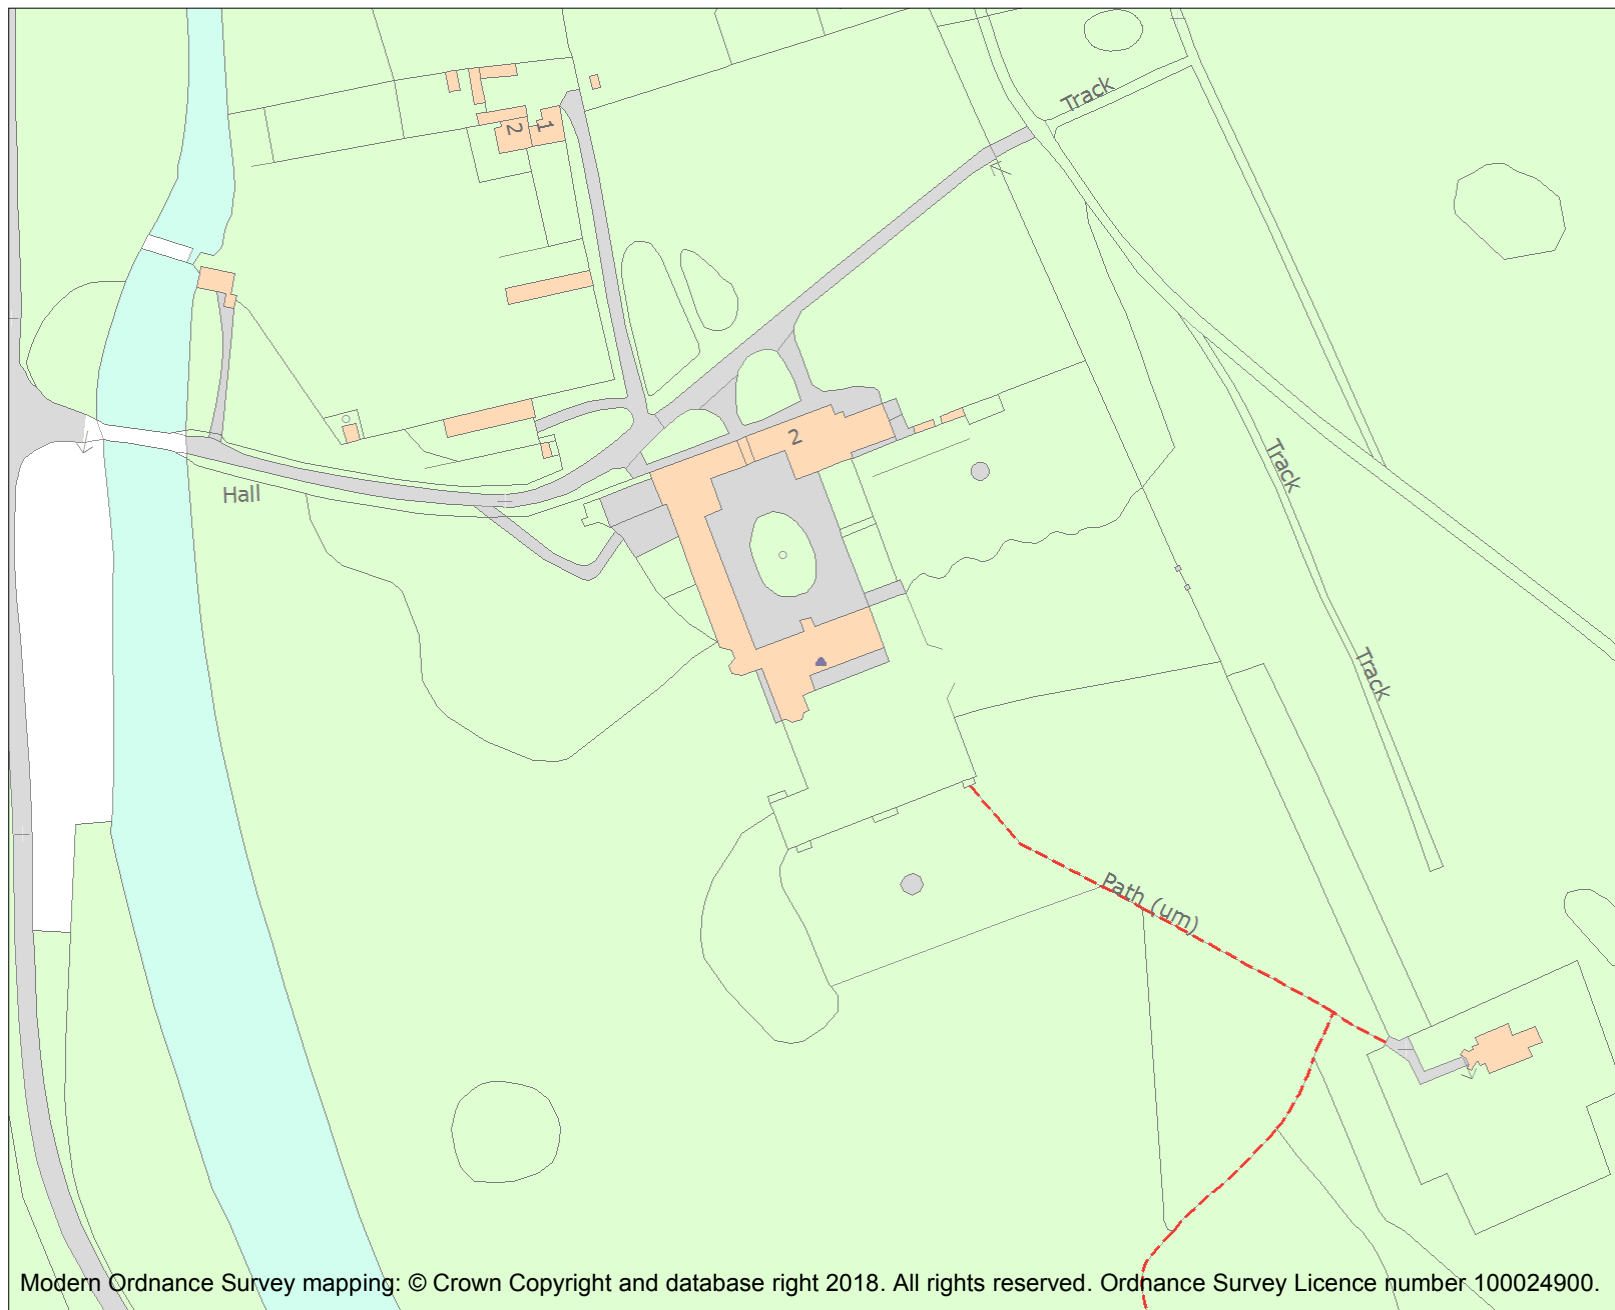 Track
2
1
2
Hall
Track
Track
Path (um)
Modern Ordnance Survey mapping: © Crown Copyright and database right 2018. All rights reserved. Ordnance Survey Licence number 100024900.